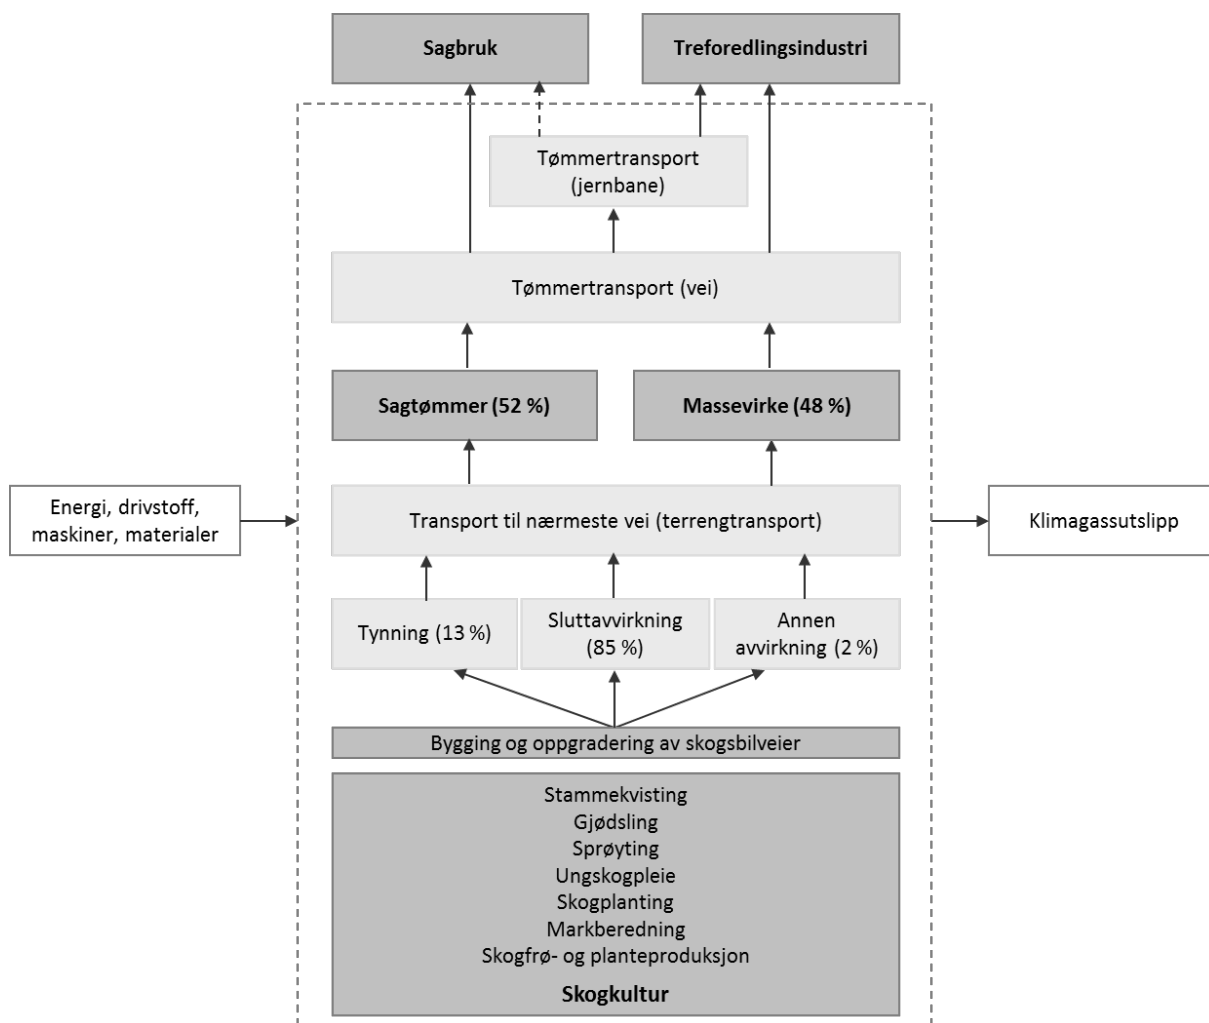 Sagbruk
Treforedlingsindustri
Tømmertransport
(jernbane)
Tømmertransport (vei)
Sagtømmer (52 %)
Massevirke (48 %)
Energi, drivstoff,
maskiner, materialer
Transport til nærmeste vei (terrengtransport)
Klimagassutslipp
Tynning (13 %)
Sluttavvirkning
(85 %)
Annen
avvirkning (2 %)
Bygging og oppgradering av skogsbilveier
Stammekvisting
Gjødsling
Sprøyting
Ungskogpleie
Skogplanting
Markberedning
Skogfrø- og planteproduksjon
Skogkultur